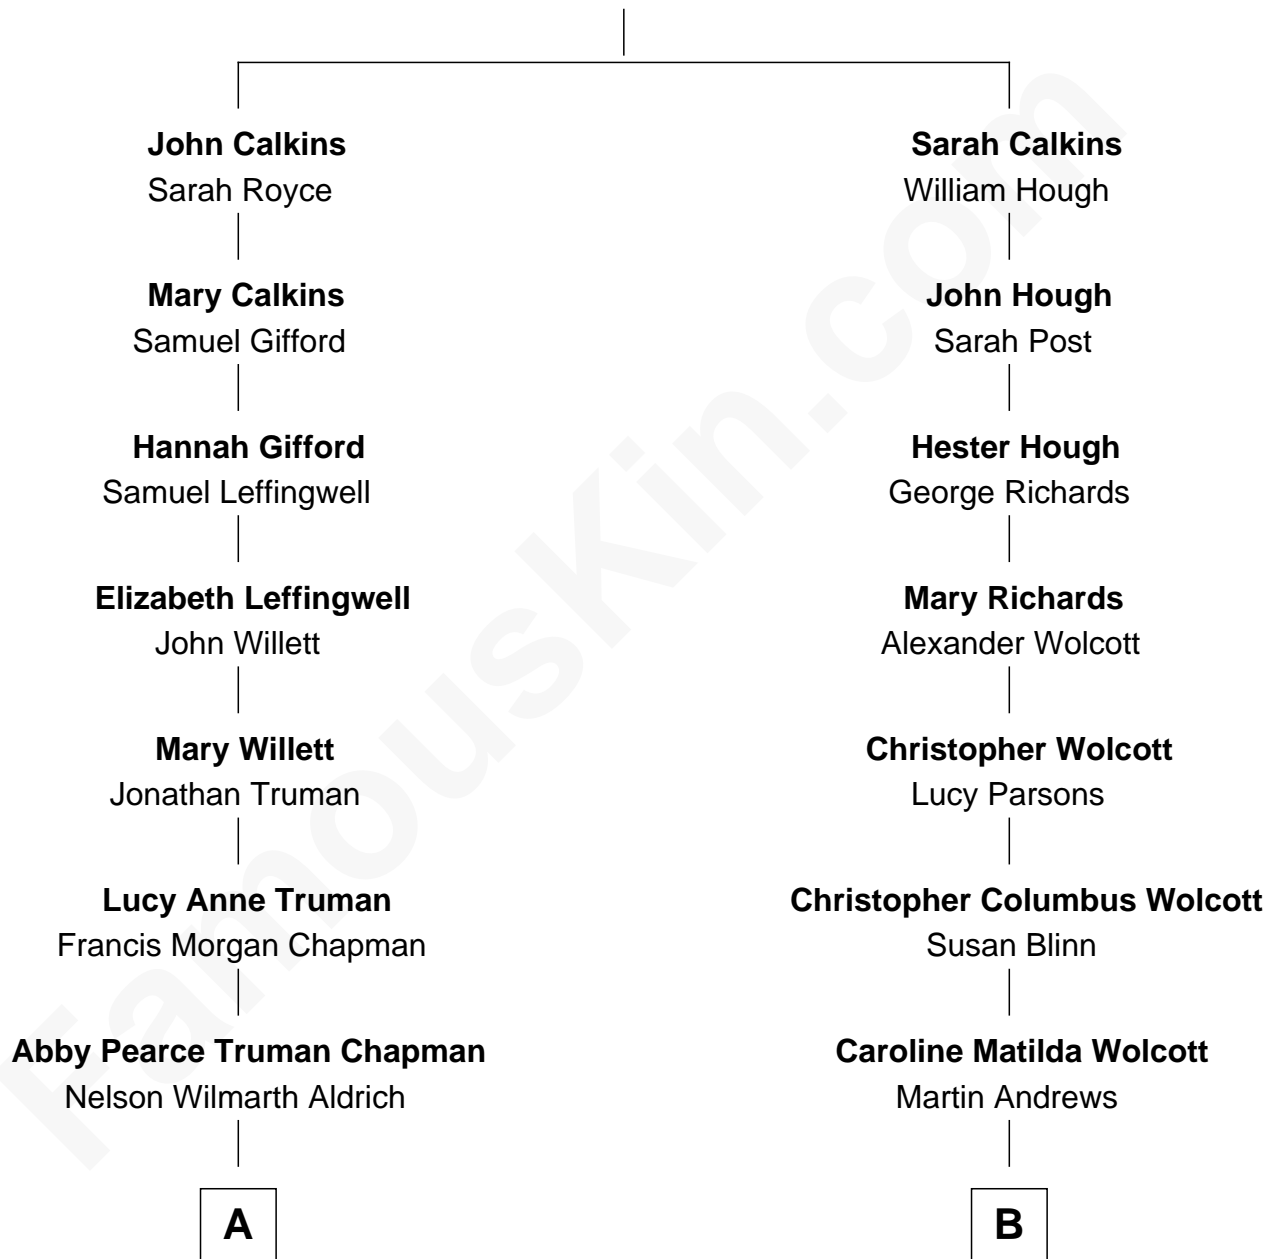 John Calkins
Sarah Royce
Mary Calkins
Samuel Gifford
Hannah Gifford
Samuel Leffingwell
Elizabeth Leffingwell
John Willett
Mary Willett
Jonathan Truman
Lucy Anne Truman
Francis Morgan Chapman
Abby Pearce Truman Chapman
Nelson Wilmarth Aldrich
A
Sarah Calkins
William Hough
John Hough
Sarah Post
Hester Hough
George Richards
Mary Richards
Alexander Wolcott
Christopher Wolcott
Lucy Parsons
Christopher Columbus Wolcott
Susan Blinn
Caroline Matilda Wolcott
Martin Andrews
B
FamousKin.com